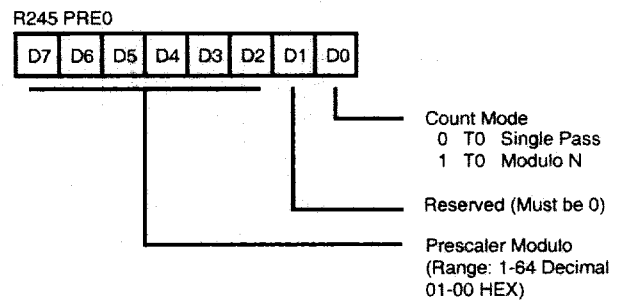 R245 PRE0
D7 D6 D5 D4 D3 D2 D1 D0
Count Mode
0 T0 Single Pass
1 T0 Modulo N
Reserved (Must be 0)
Prescaler Modulo
(Range: 1-64 Decimal
01-00 HEX)